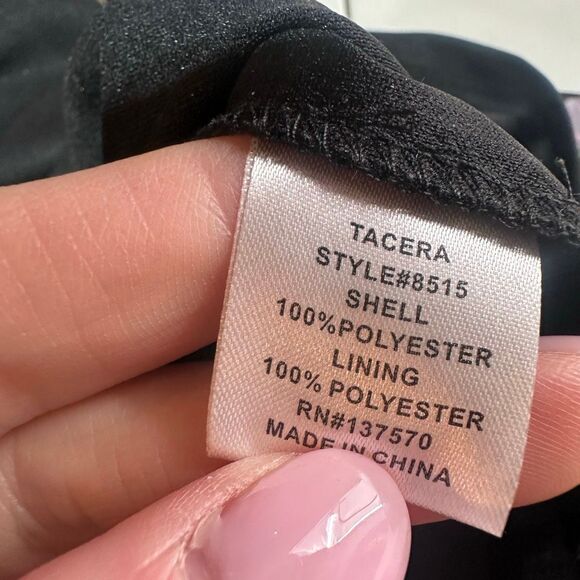 TACERA
STYLE#8515
SHELL
100%POLYESTER
LINING
100% POLYESTER
RN#137570
MADE IN CHINA